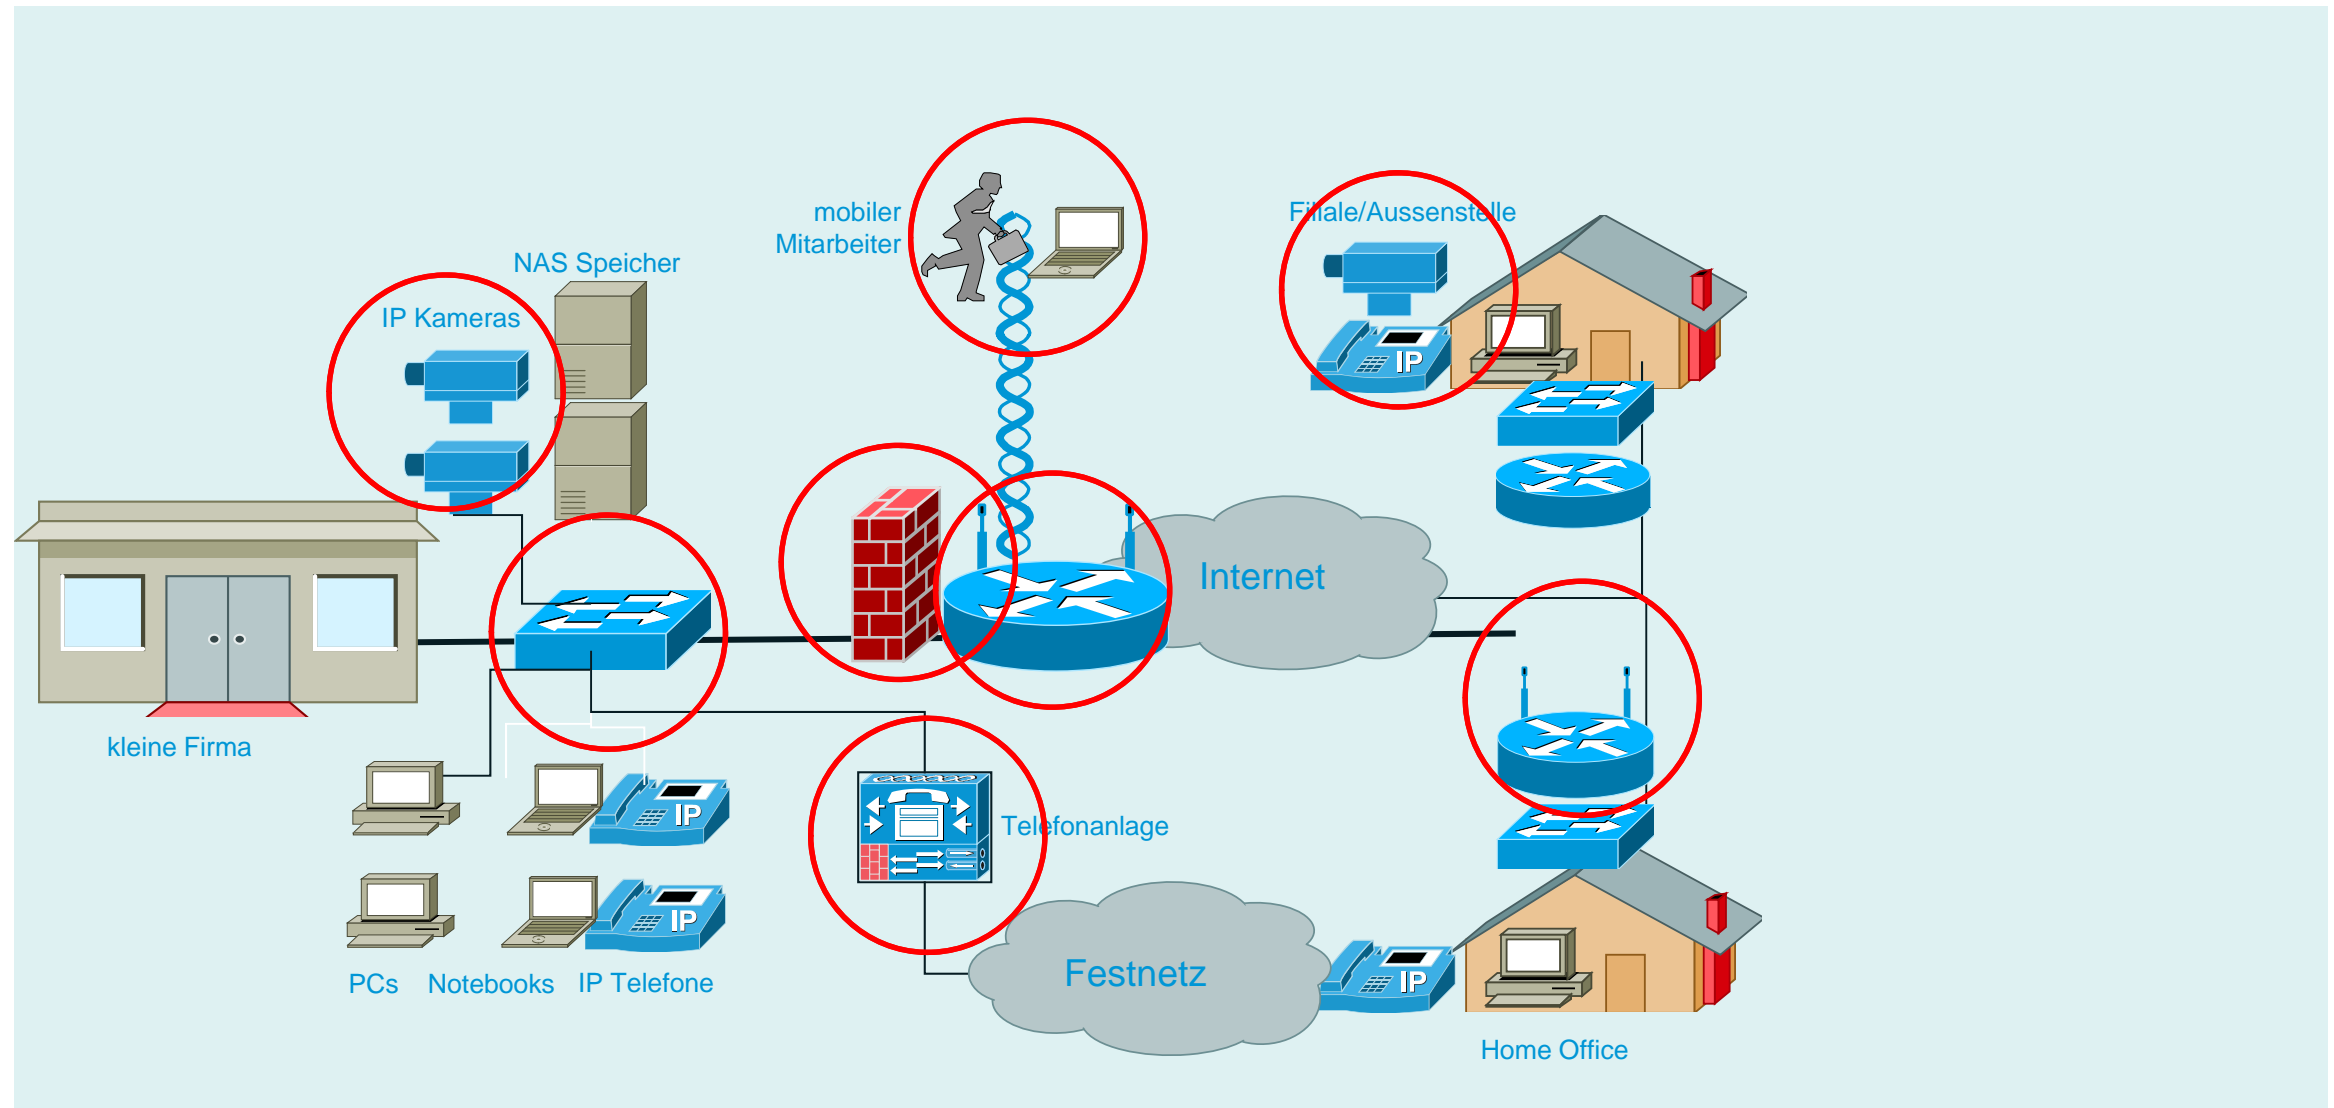 mobiler
Mitarbeiter
Filiale/Aussenstelle
NAS Speicher
IP Kameras
IP
Internet
kleine Firma
IP
Telefonanlage
IP
Festnetz
IP
PCs
Notebooks
IP Telefone
Home Office